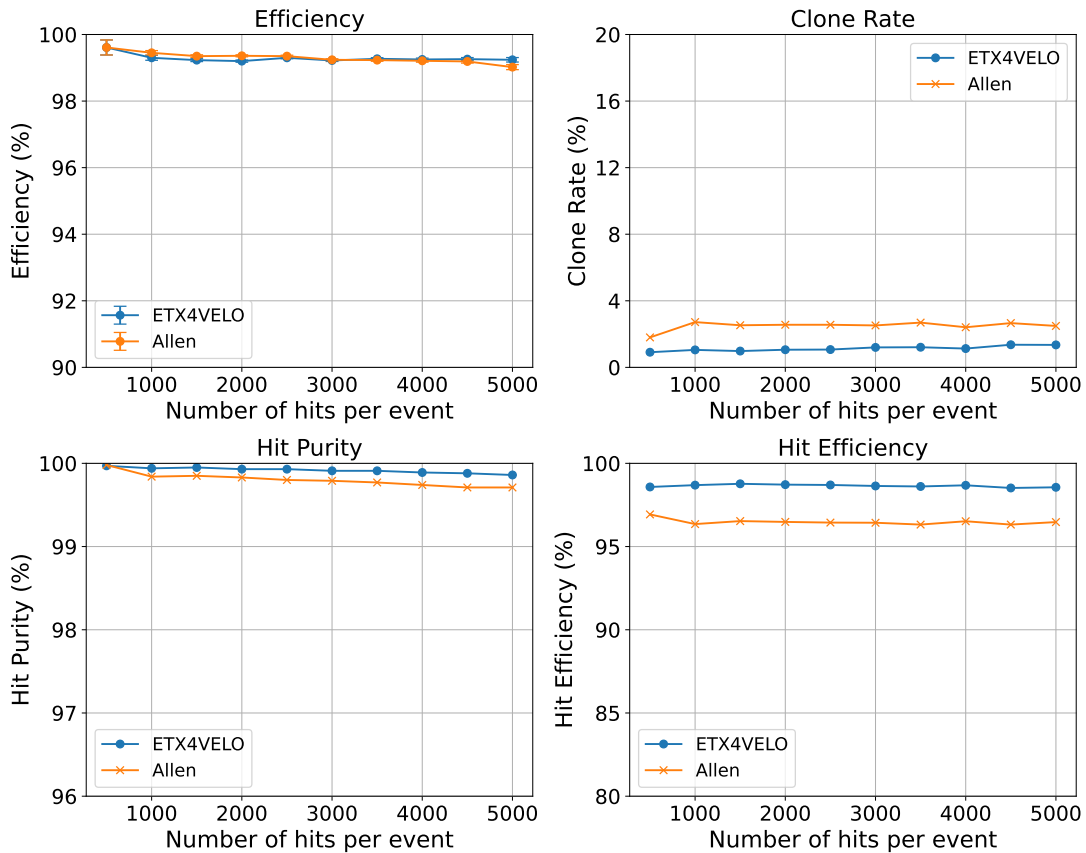 Efficiency
Efficiency (%)
100
98
96
94
92
90
ETX4VELO
Allen
1000 2000 3000 4000 5000
Number of hits per event
Clone Rate
Clone Rate (%)
20
16
12
8
4
0
ETX4VELO
Allen
1000 2000 3000 4000 5000
Number of hits per event
Hit Purity
Hit Purity (%)
100
99
98
97
96
ETX4VELO
Allen
1000 2000 3000 4000 5000
Number of hits per event
Hit Efficiency
Hit Efficiency (%)
100
95
90
85
80
ETX4VELO
Allen
1000 2000 3000 4000 5000
Number of hits per event